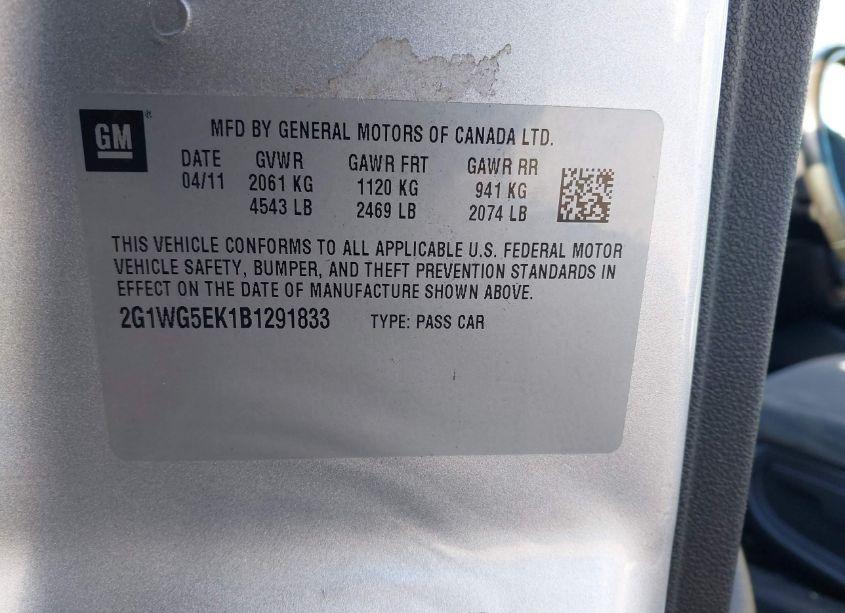 GM
MFD BY GENERAL MOTORS OF CANADA LTD.
DATE GVWR GAWR FRT GAWR RR
04/11 2061 KG 1120 KG 941 KG
4543 LB 2469 LB 2074 LB
THIS VEHICLE CONFORMS TO ALL APPLICABLE U.S. FEDERAL MOTOR
VEHICLE SAFETY, BUMPER, AND THEFT PREVENTION STANDARDS IN
EFFECT ON THE DATE OF MANUFACTURE SHOWN ABOVE.
2G1WG5EK1B1291833 TYPE: PASS CAR